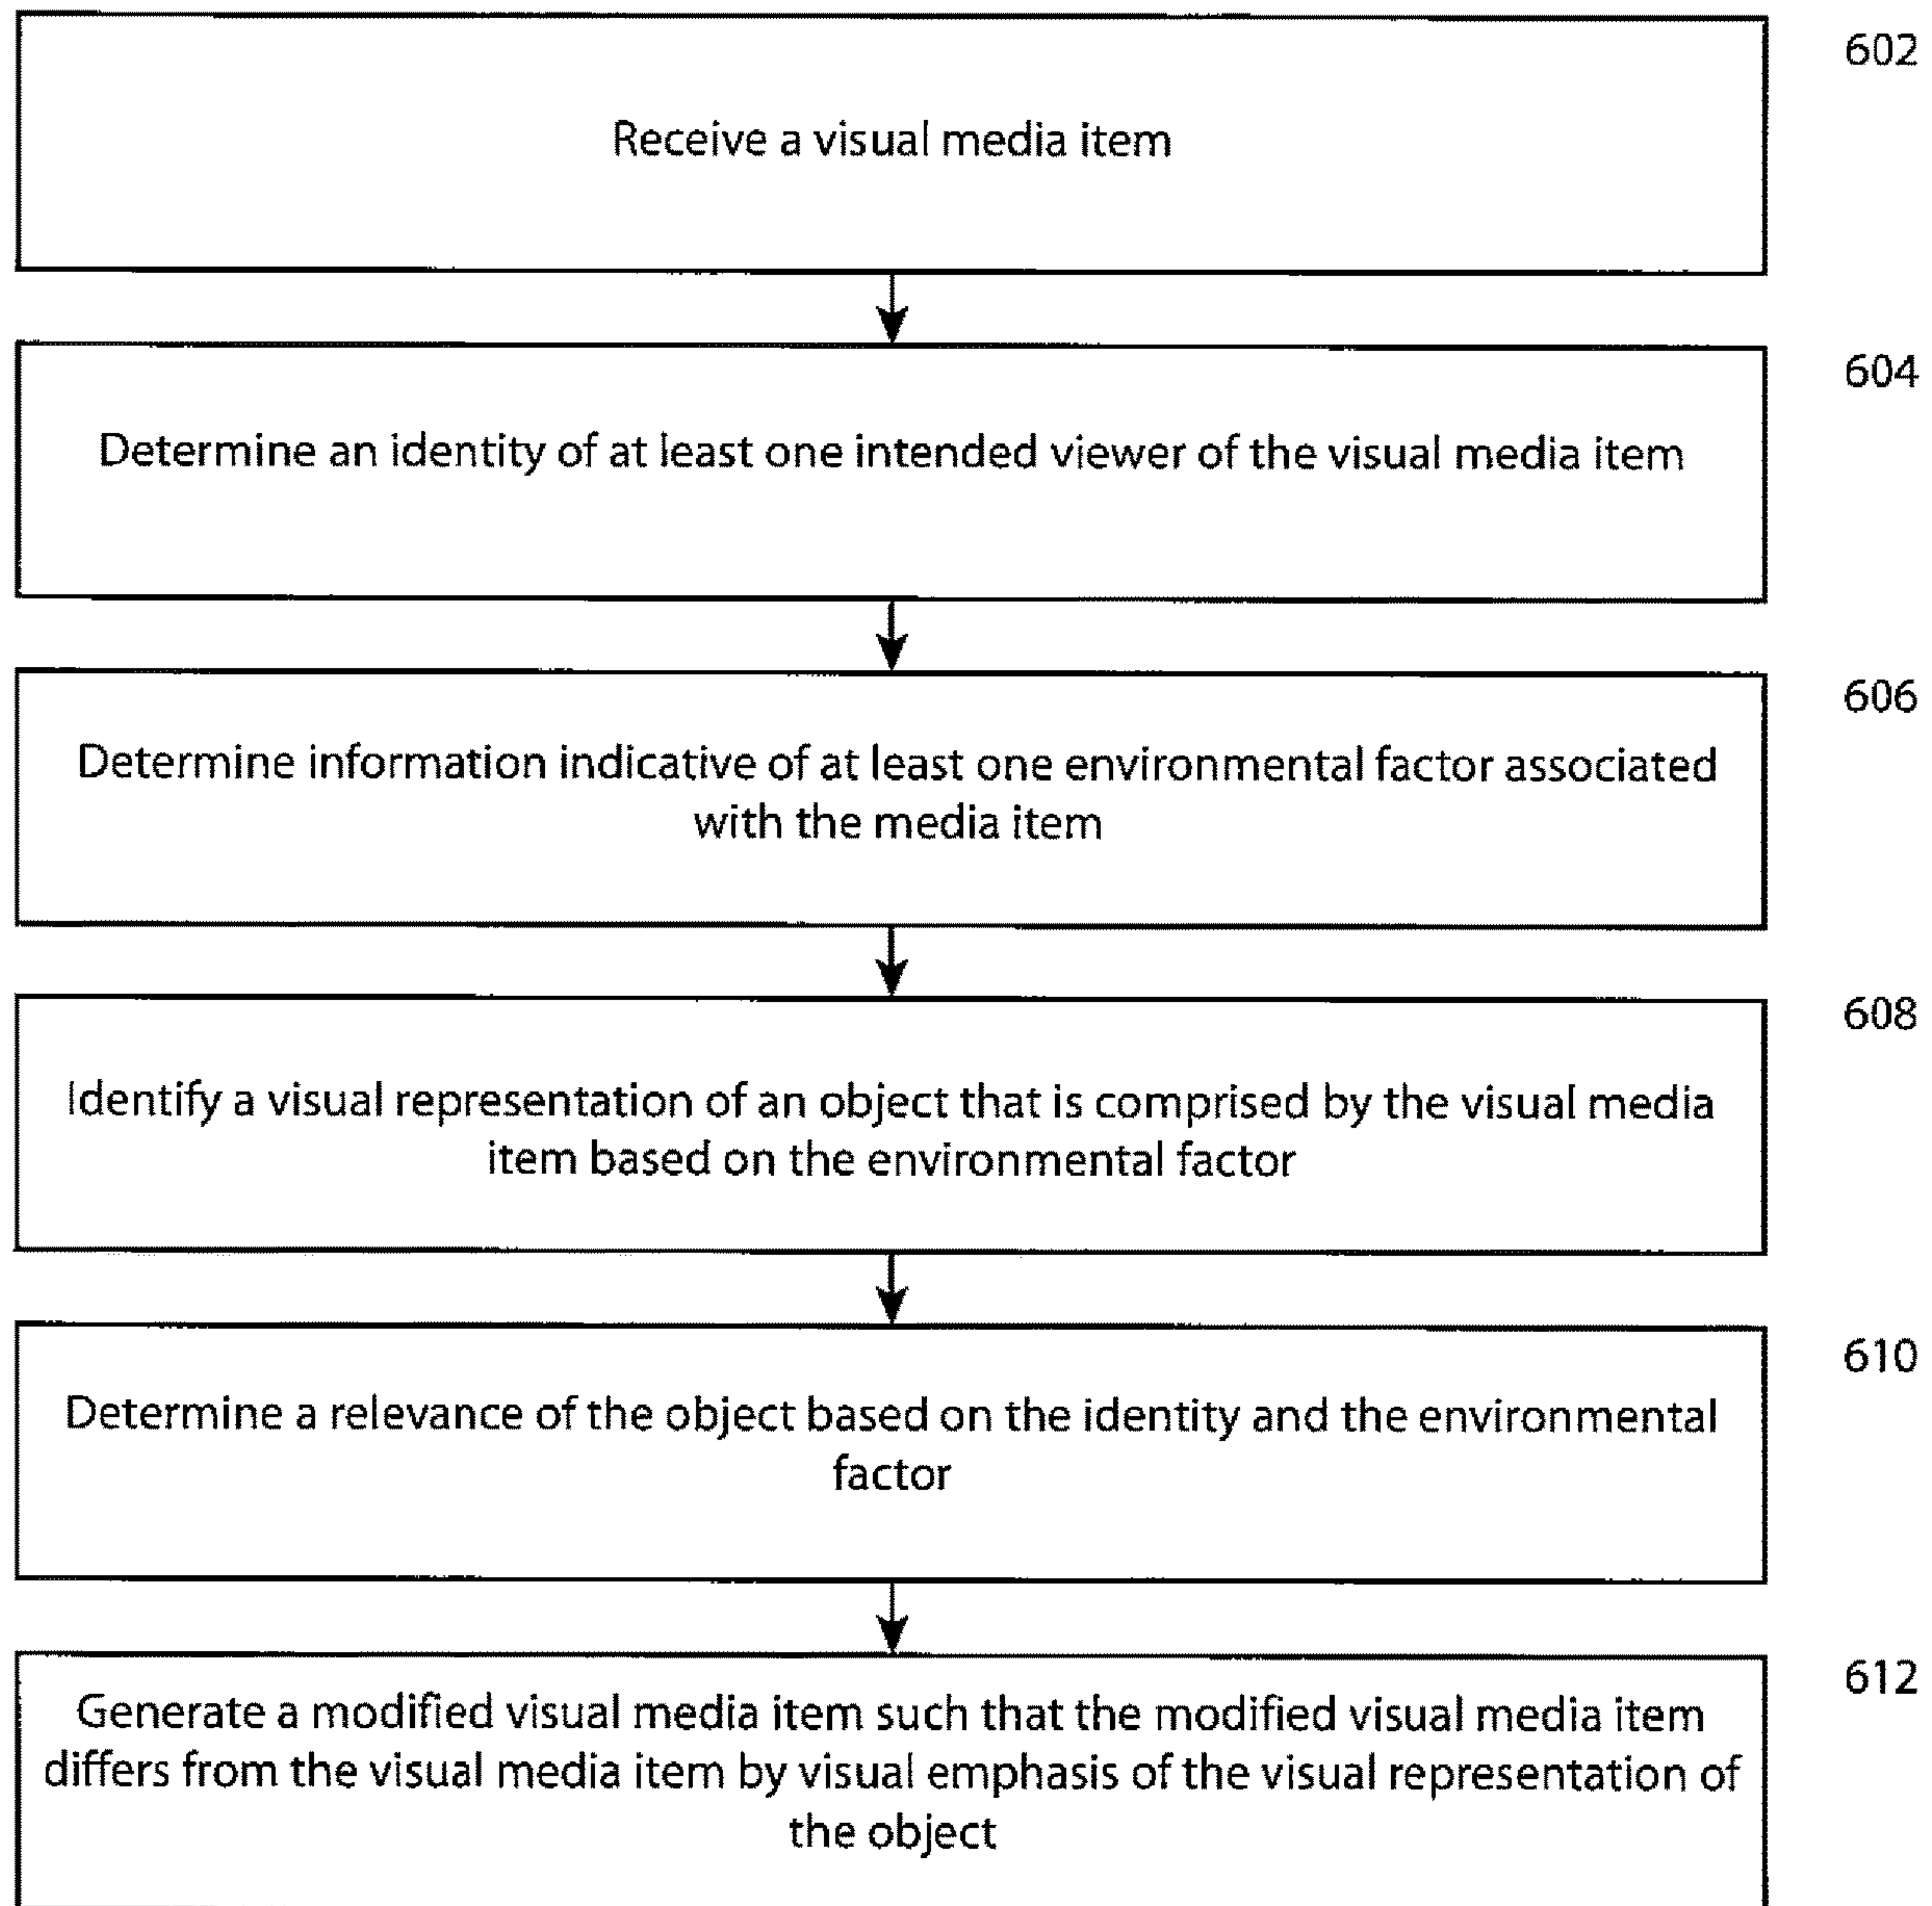 602
Receive a visual media item
604
Determine an identity of at least one intended viewer of the visual media item
606
Determine information indicative of at least one environmental factor associated
with the media item
608
Identify a visual representation of an object that is comprised by the visual media
item based on the environmental factor
610
Determine a relevance of the object based on the identity and the environmental
factor
612
Generate a modified visual media item such that the modified visual media item
differs from the visual media item by visual emphasis of the visual representation of
the object